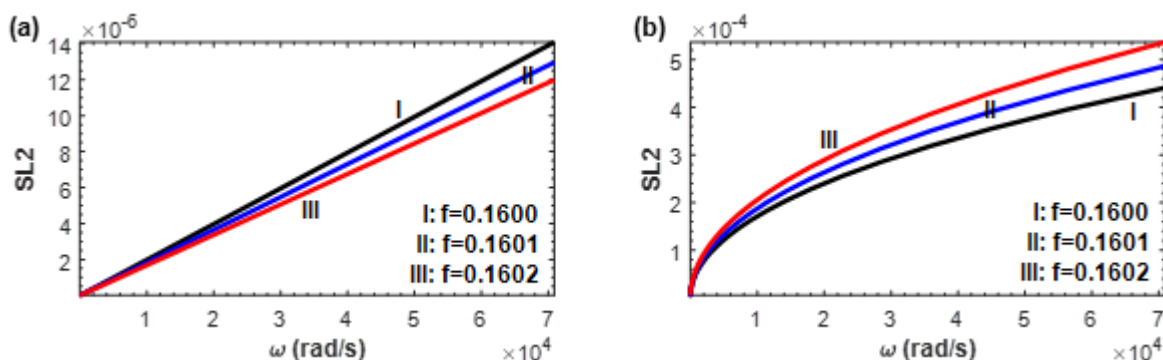 (a)
×10⁻⁶
14
12
10
8
6
4
2
SL2
I
II
III
I: f=0.1600
II: f=0.1601
III: f=0.1602
1 2 3 4 5 6 7
ω (rad/s)
×10⁴
(b)
×10⁻⁴
5
4
3
2
1
SL2
III
II
I
I: f=0.1600
II: f=0.1601
III: f=0.1602
1 2 3 4 5 6 7
ω (rad/s)
×10⁴